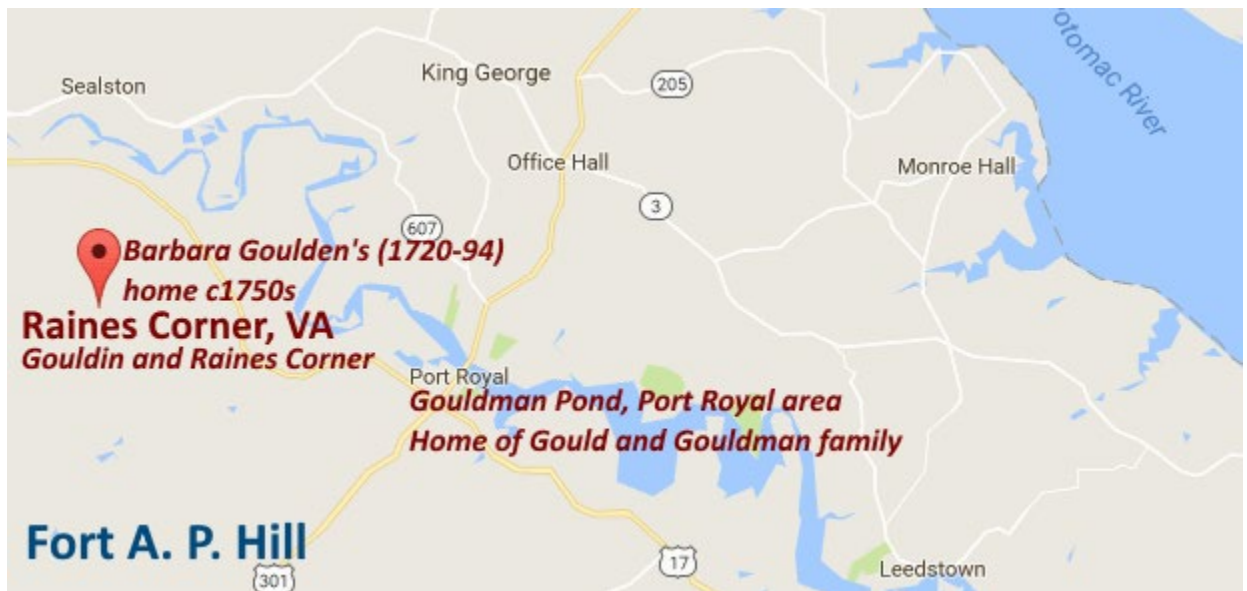 Sealston
King George
205
Potomac River
Office Hall
Monroe Hall
3
607
Barbara Goulden's (1720-94)
home c1750s
Raines Corner, VA
Gouldin and Raines Corner
Port Royal
Gouldman Pond, Port Royal area
Home of Gould and Gouldman family
Fort A. P. Hill
301
17
Leedstown